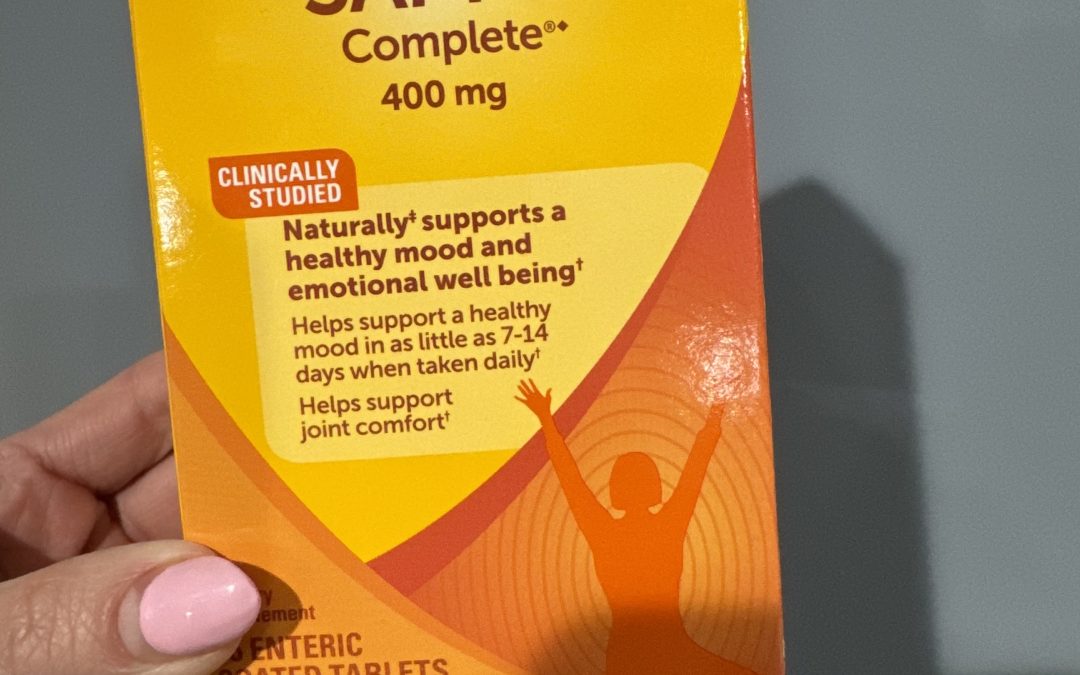 Complete®◆
400 mg
CLINICALLY
STUDIED
Naturally‡ supports a
healthy mood and
emotional well being†
Helps support a healthy
mood in as little as 7-14
days when taken daily†
Helps support
joint comfort†
ENTERIC
TABLETS